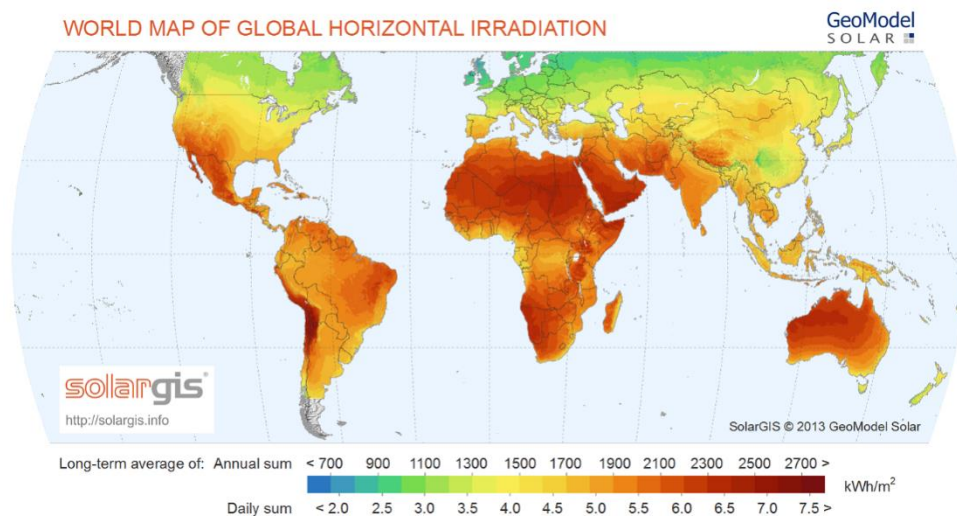 WORLD MAP OF GLOBAL HORIZONTAL IRRADIATION
GeoModel
SOLAR
solargis®
http://solargis.info
SolarGIS © 2013 GeoModel Solar
Long-term average of: Annual sum < 700 900 1100 1300 1500 1700 1900 2100 2300 2500 2700 >
kWh/m²
Daily sum < 2.0 2.5 3.0 3.5 4.0 4.5 5.0 5.5 6.0 6.5 7.0 7.5 >